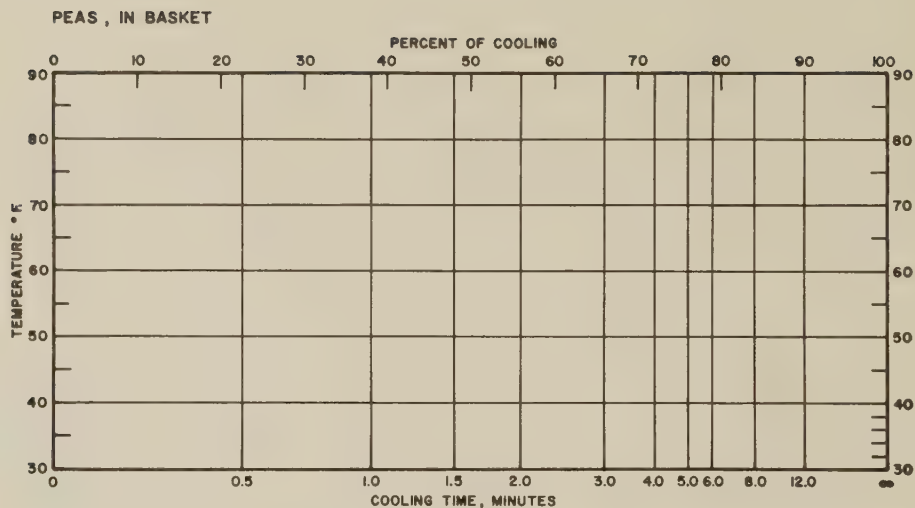 PEAS , IN BASKET
PERCENT OF COOLING
0 10 20 30 40 50 60 70 80 90 100
90 90
80 80
70 70
60 60
50 50
40 40
30 30
TEMPERATURE °F.
0 0.5 1.0 1.5 2.0 3.0 4.0 5.0 6.0 8.0 12.0 ∞
COOLING TIME, MINUTES